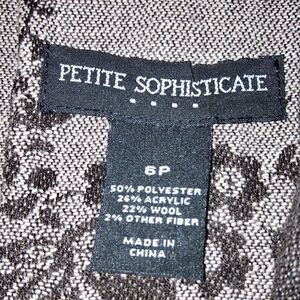 PETITE SOPHISTICATE
6P
50% POLYESTER
26% ACRYLIC
22% WOOL
2% OTHER FIBER
MADE IN
CHINA